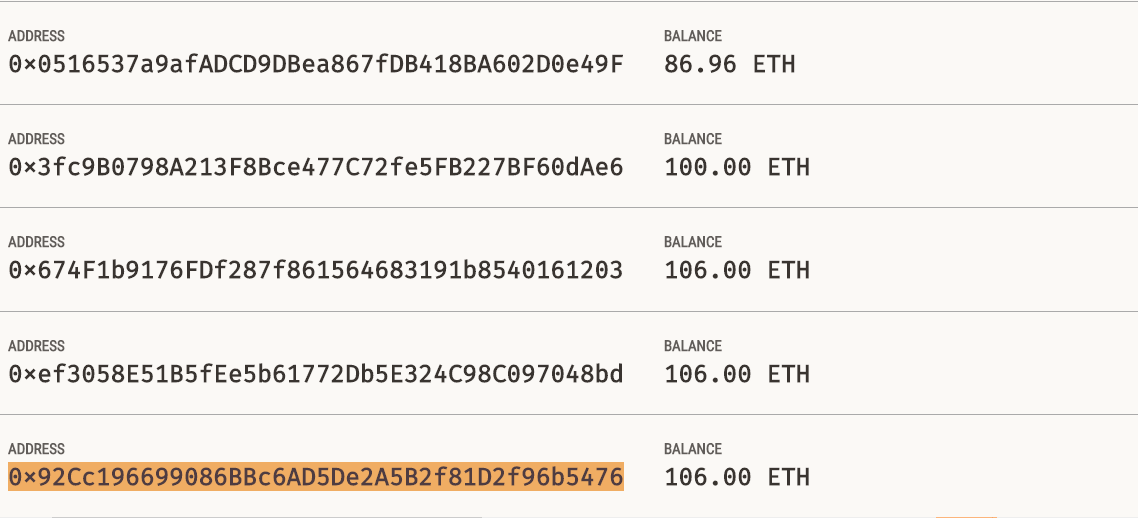 ADDRESS BALANCE
0×0516537a9afADCD9DBea867fDB418BA602D0e49F 86.96 ETH
ADDRESS BALANCE
0×3fc9B0798A213F8Bce477C72fe5FB227BF60dAe6 100.00 ETH
ADDRESS BALANCE
0×674F1b9176FDf287f861564683191b8540161203 106.00 ETH
ADDRESS BALANCE
0×ef3058E51B5fEe5b61772Db5E324C98C097048bd 106.00 ETH
ADDRESS BALANCE
0×92Cc196699086BBc6AD5De2A5B2f81D2f96b5476 106.00 ETH